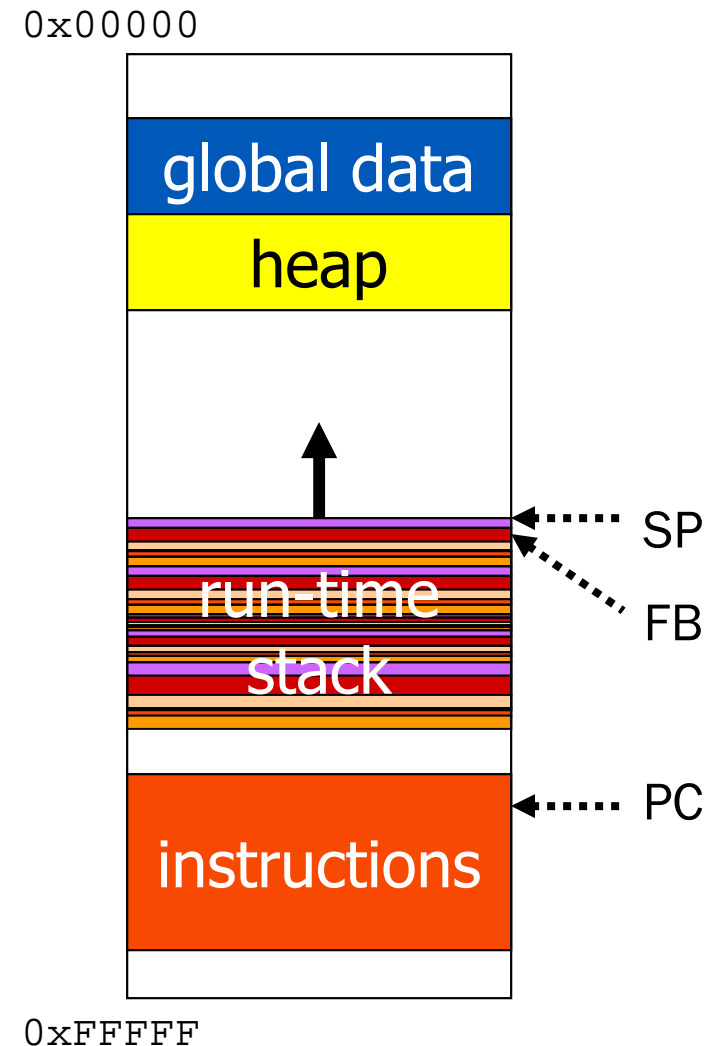 0x00000
global data
heap
SP
run-time
FB
stack
PC
instructions
0xFFFFF